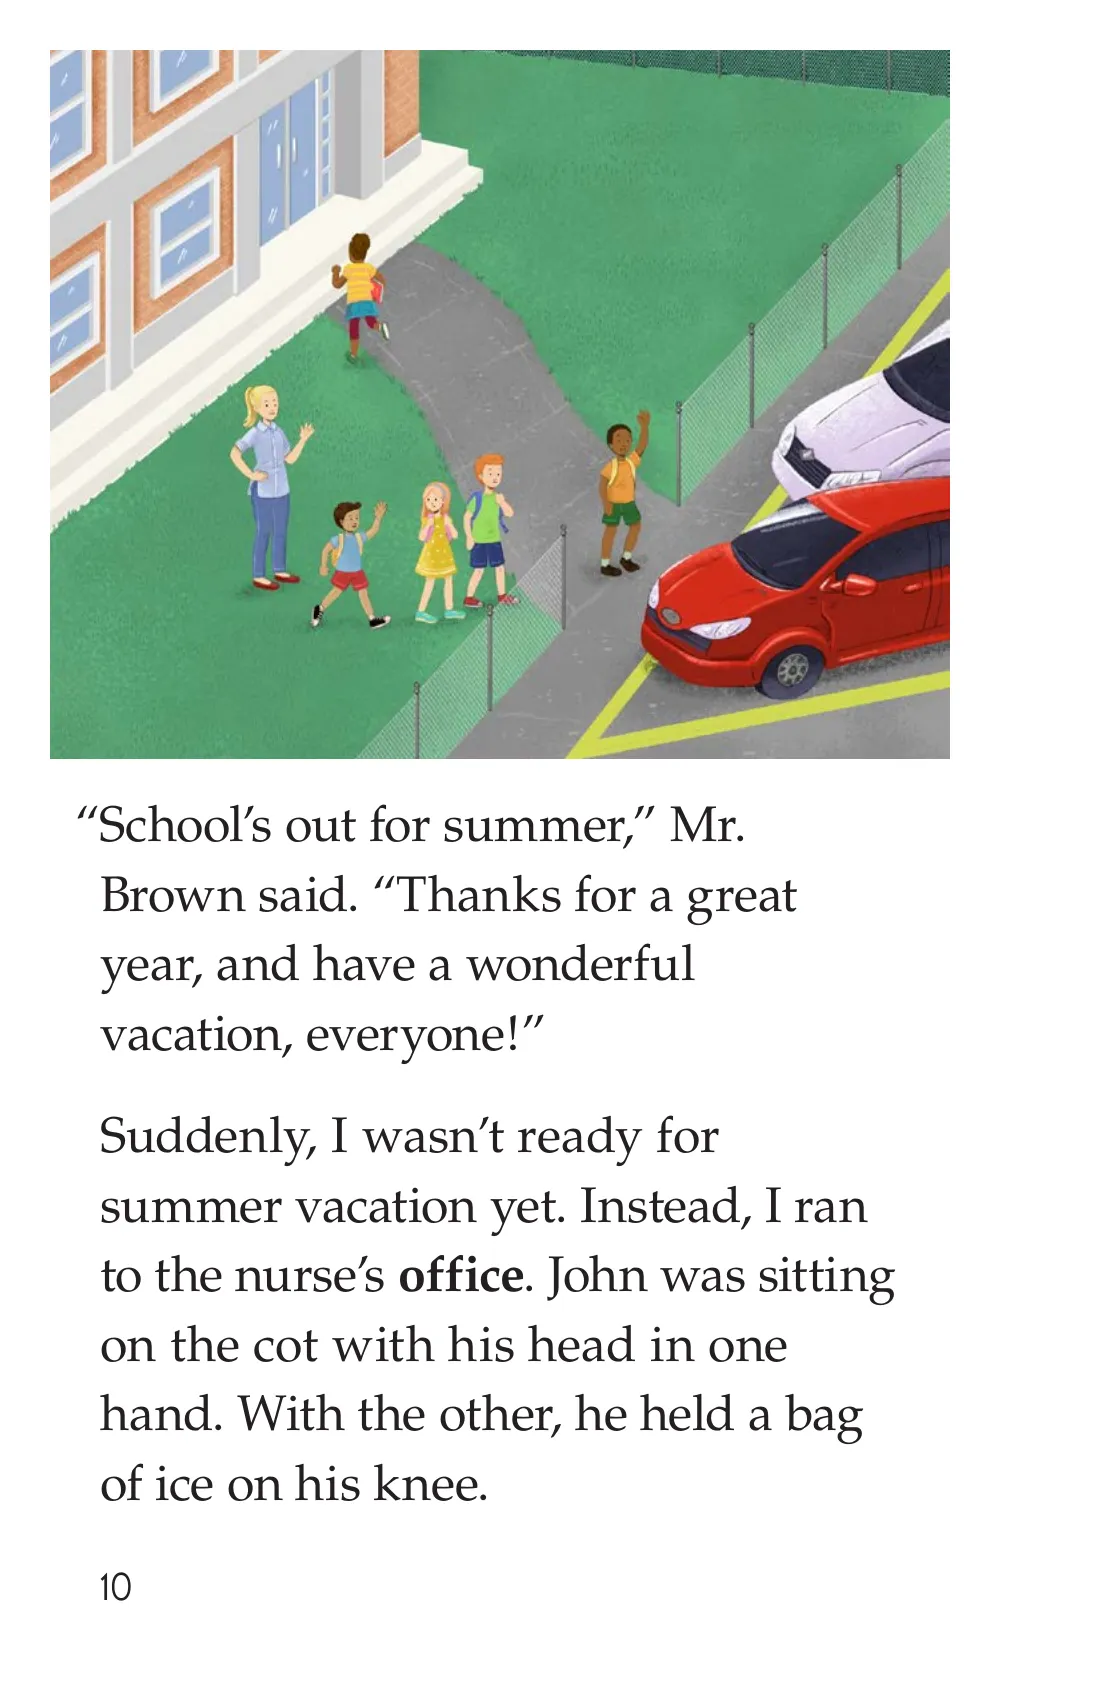 “School’s out for summer,” Mr.
Brown said. “Thanks for a great
year, and have a wonderful
vacation, everyone!”
Suddenly, I wasn’t ready for
summer vacation yet. Instead, I ran
to the nurse’s office. John was sitting
on the cot with his head in one
hand. With the other, he held a bag
of ice on his knee.
10